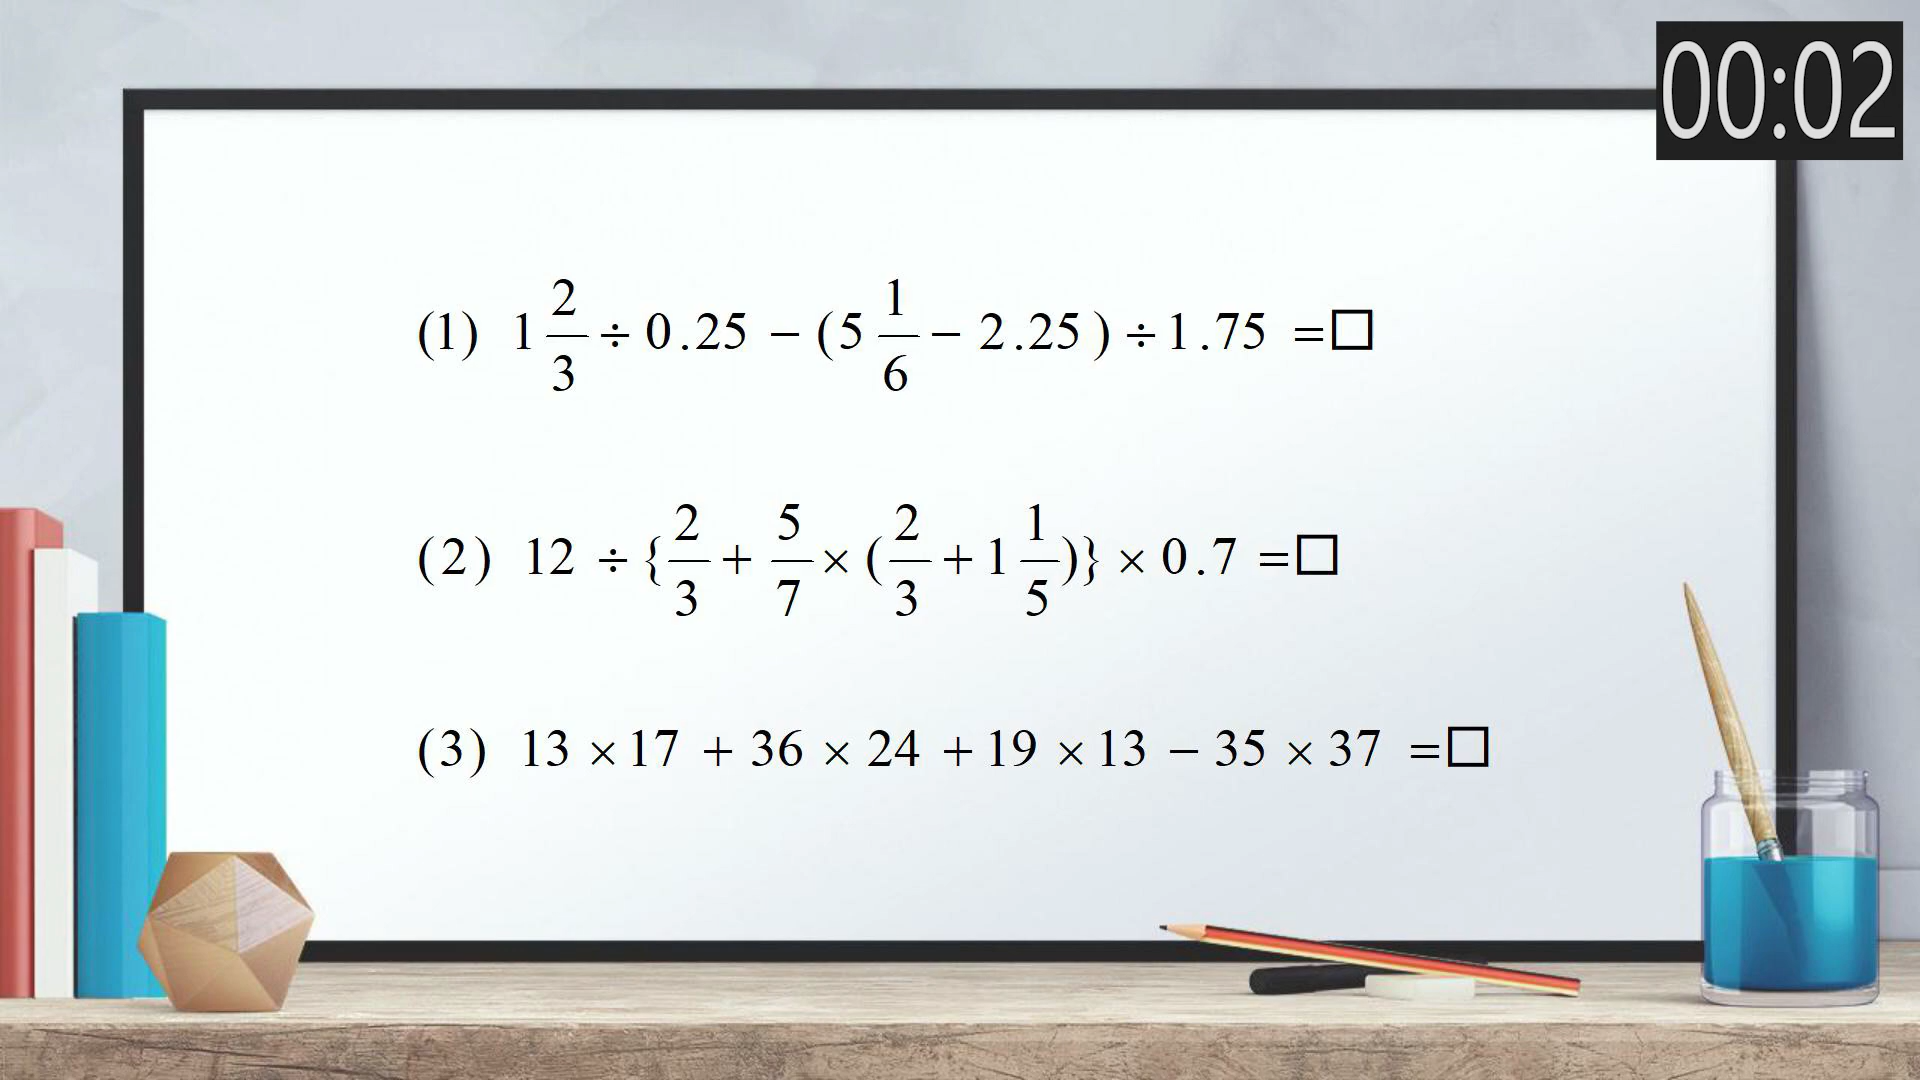 00:02
(1) 1 2/3 ÷ 0.25 − (5 1/6 − 2.25) ÷ 1.75 = □
(2) 12 ÷ {2/3 + 5/7 × (2/3 + 1 1/5)} × 0.7 = □
(3) 13 × 17 + 36 × 24 + 19 × 13 − 35 × 37 = □